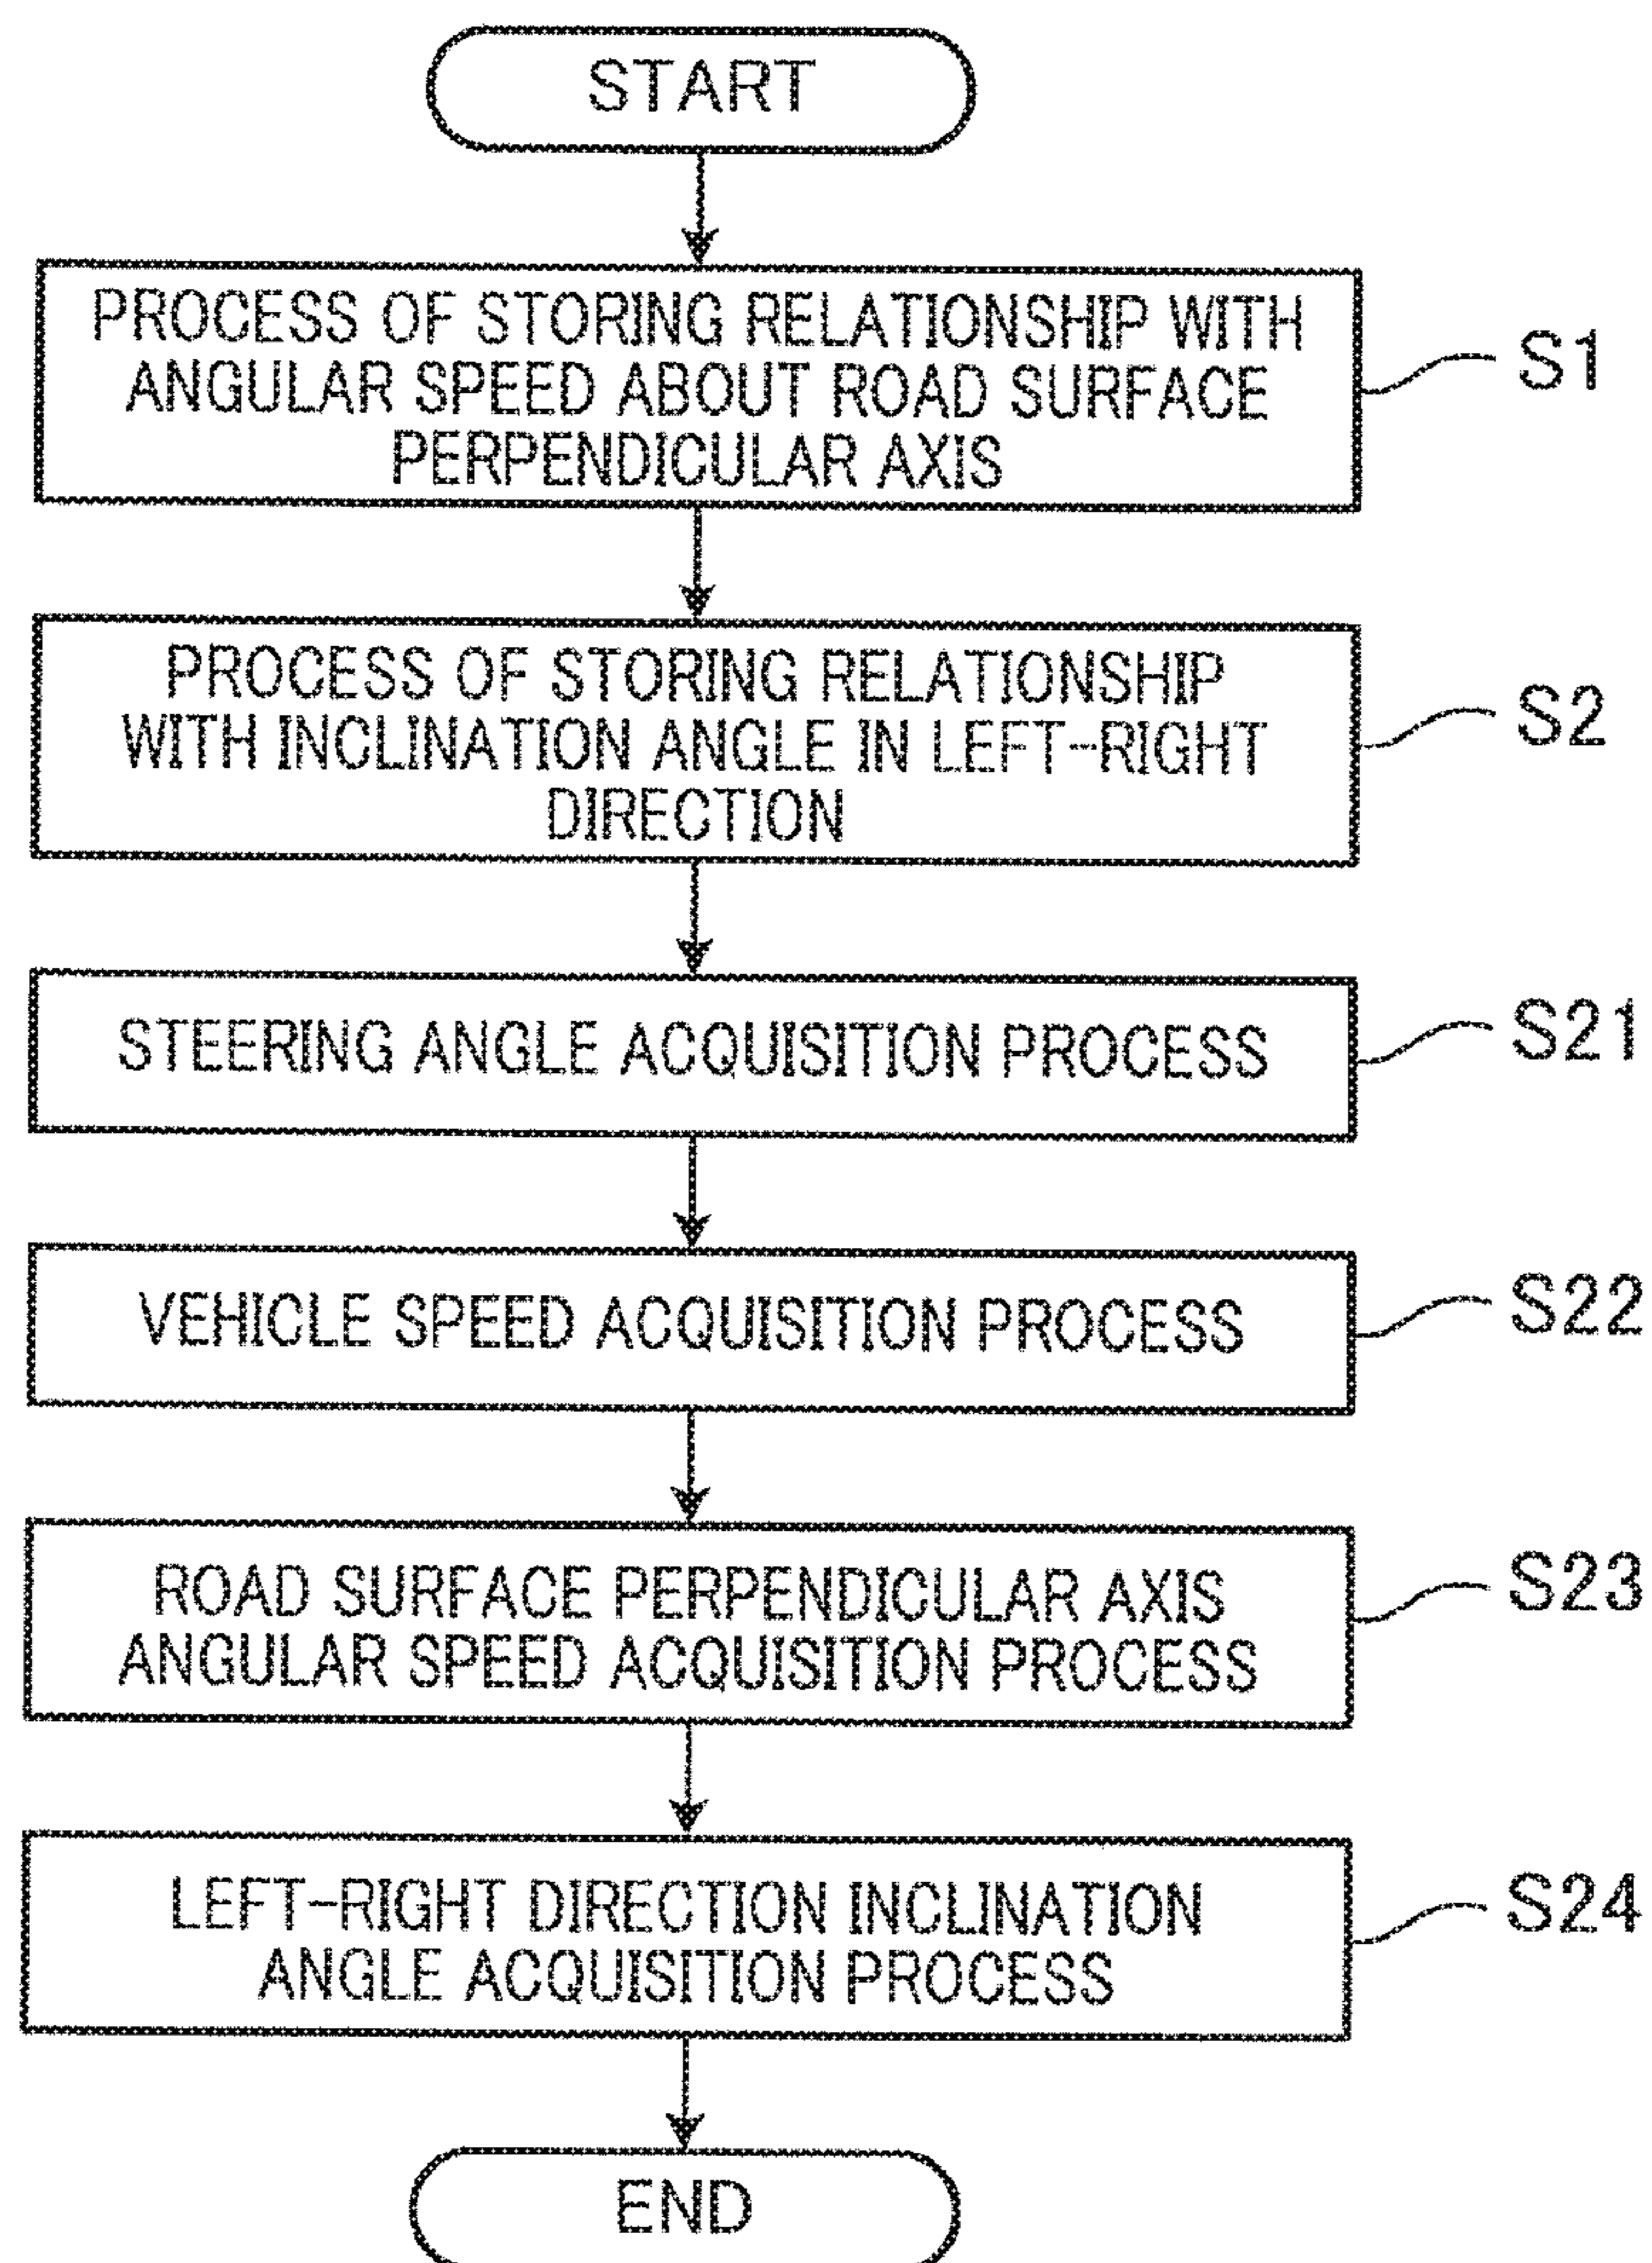 START
PROCESS OF STORING RELATIONSHIP WITH
ANGULAR SPEED ABOUT ROAD SURFACE
PERPENDICULAR AXIS
S1
PROCESS OF STORING RELATIONSHIP
WITH INCLINATION ANGLE IN LEFT-RIGHT
DIRECTION
S2
STEERING ANGLE ACQUISITION PROCESS
S21
VEHICLE SPEED ACQUISITION PROCESS
S22
ROAD SURFACE PERPENDICULAR AXIS
ANGULAR SPEED ACQUISITION PROCESS
S23
LEFT-RIGHT DIRECTION INCLINATION
ANGLE ACQUISITION PROCESS
S24
END